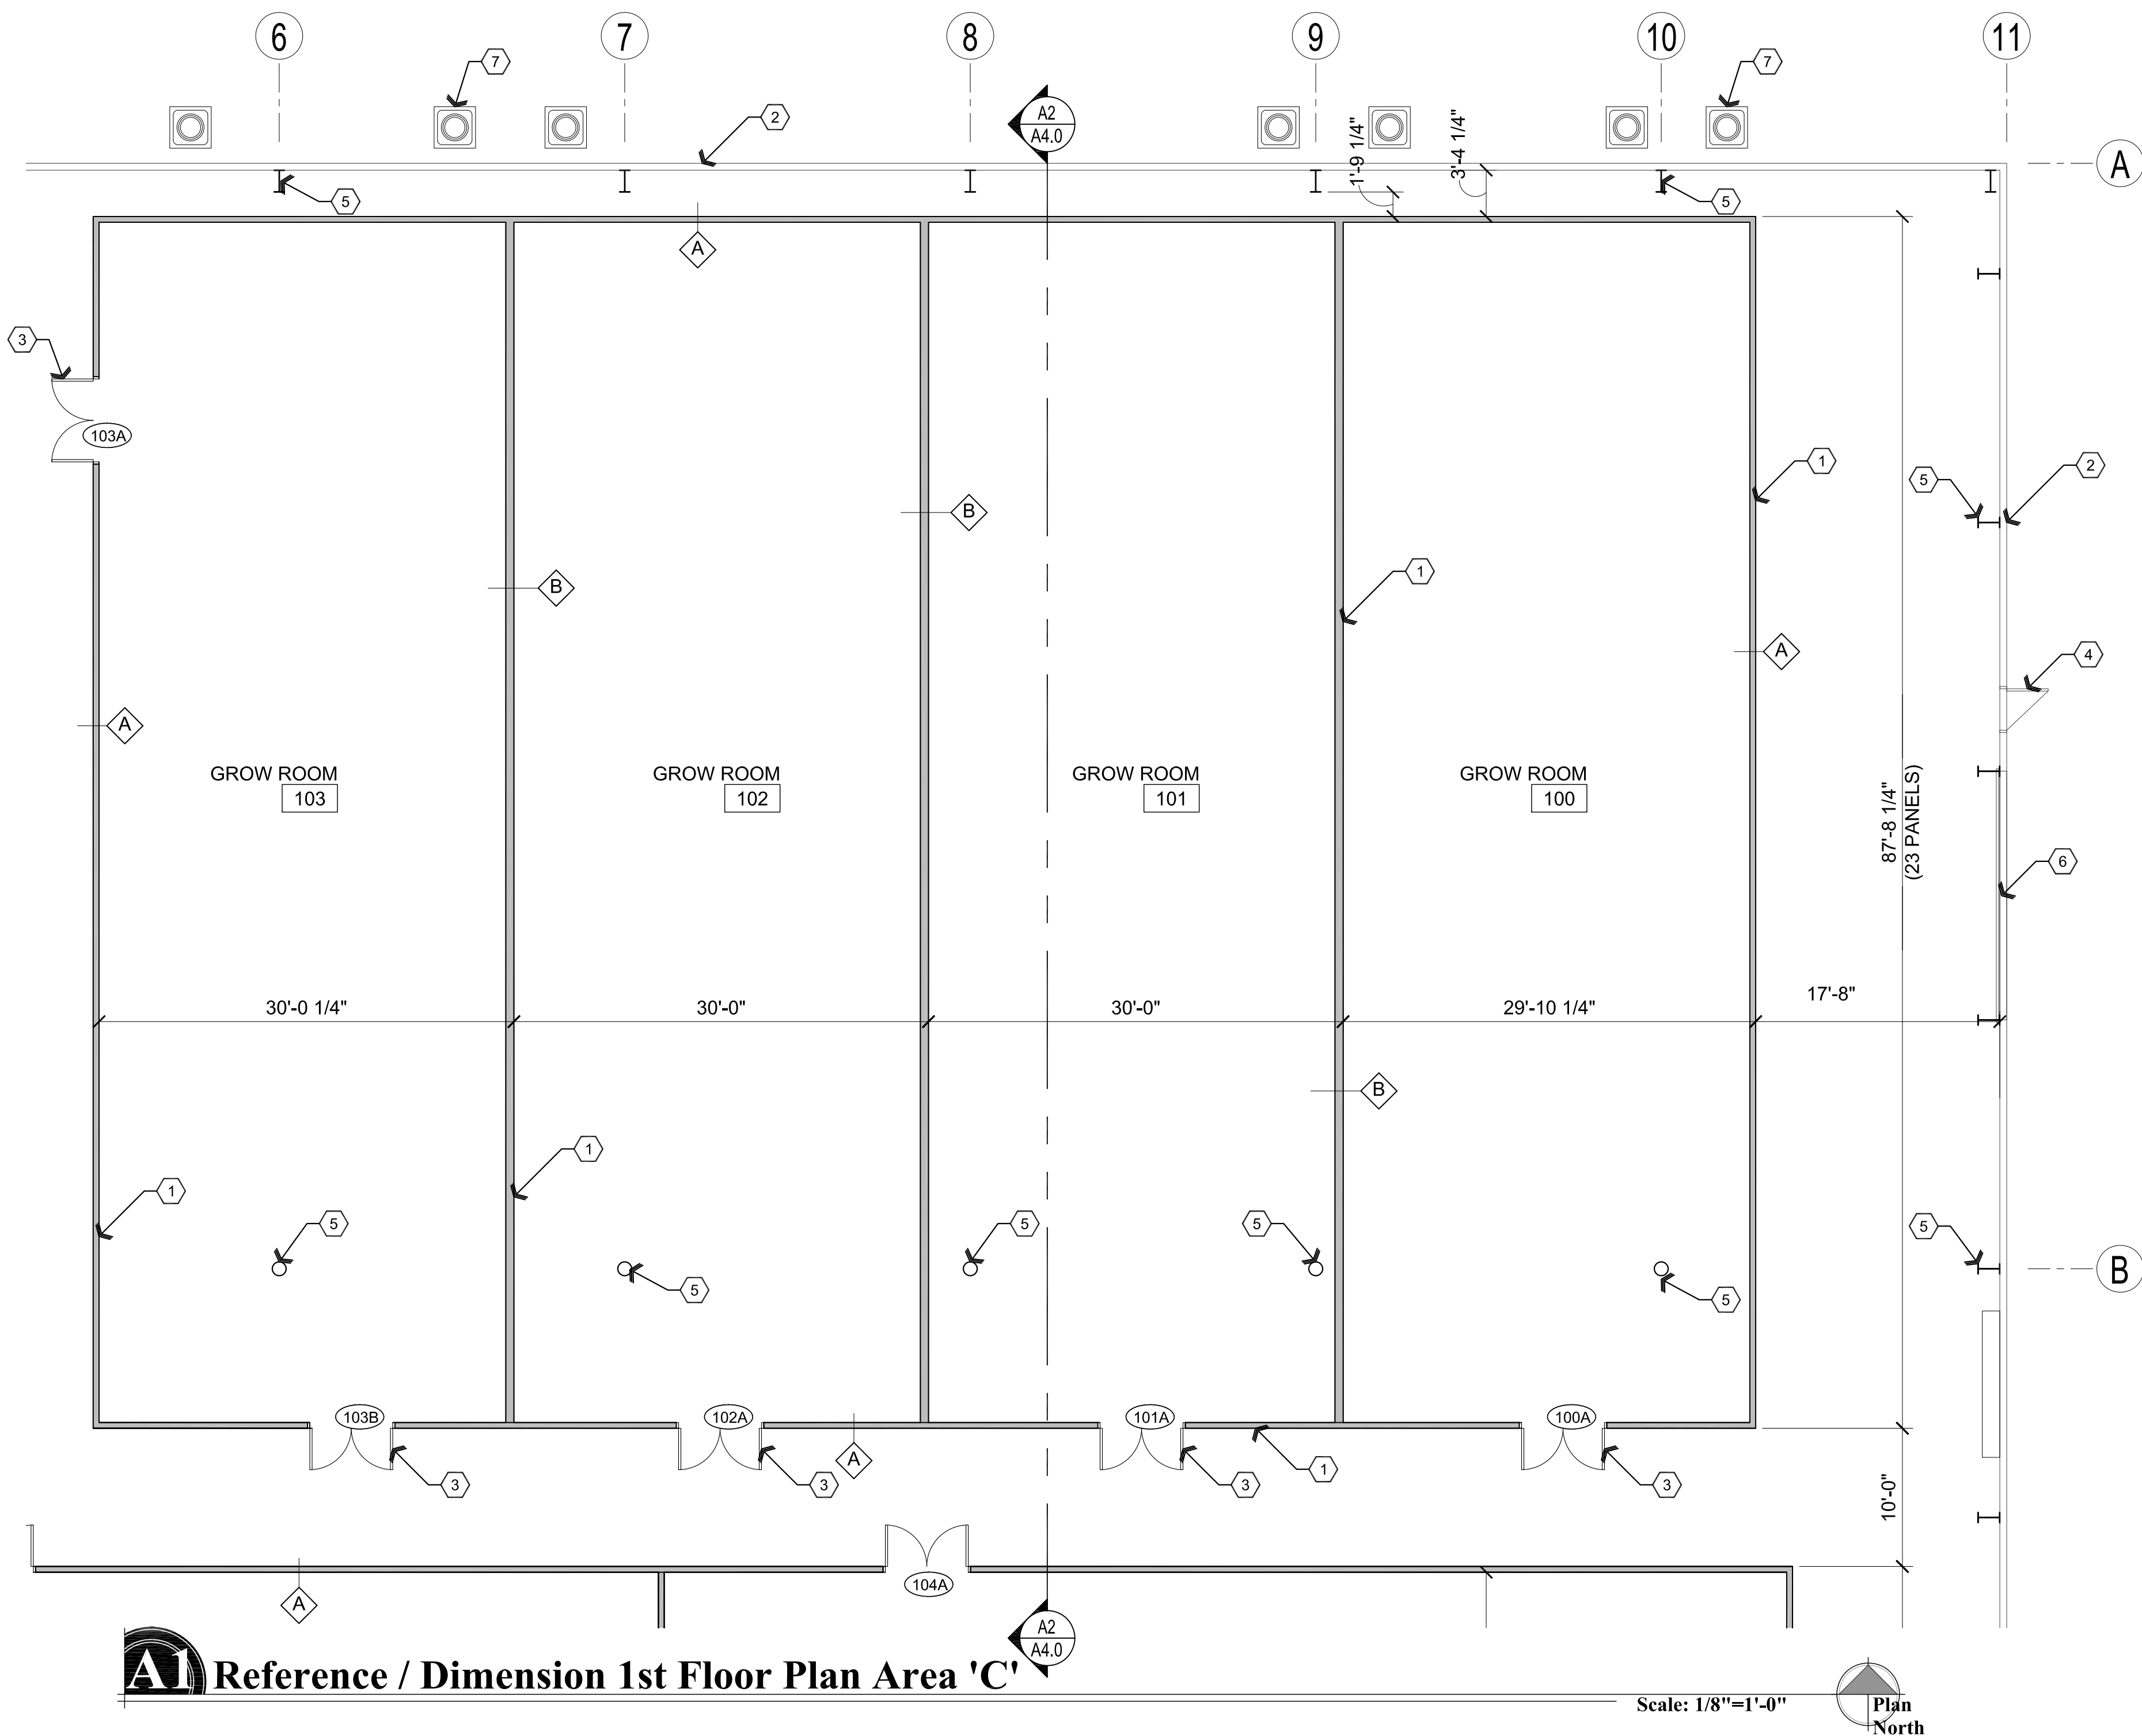 6
7
8
9
10
11
7
7
2
A2
A4.0
1'-9 1/4"
3'-4 1/4"
A
5
5
A
3
103A
1
5
2
B
B
1
4
A
A
GROW ROOM
103
GROW ROOM
102
GROW ROOM
101
GROW ROOM
100
87'-8 1/4"
(23 PANELS)
6
30'-0 1/4"
30'-0"
30'-0"
29'-10 1/4"
17'-8"
B
1
1
5
5
5
5
B
5
5
103B
102A
101A
100A
A
3
3
3
1
3
10'-0"
104A
A
A2
A4.0
A1
Reference / Dimension 1st Floor Plan Area 'C'
Scale: 1/8"=1'-0"
Plan
North